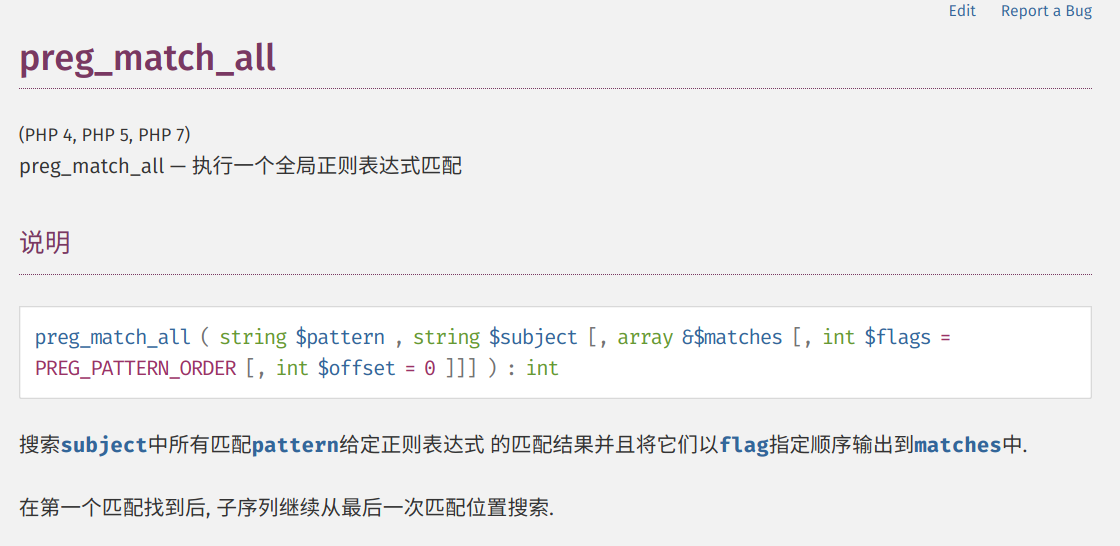 Edit Report a Bug
preg_match_all
(PHP 4, PHP 5, PHP 7)
preg_match_all — 执行一个全局正则表达式匹配
说明
preg_match_all ( string $pattern , string $subject [, array &$matches [, int $flags =
PREG_PATTERN_ORDER [, int $offset = 0 ]]] ) : int
搜索subject中所有匹配pattern给定正则表达式 的匹配结果并且将它们以flag指定顺序输出到matches中.
在第一个匹配找到后, 子序列继续从最后一次匹配位置搜索.